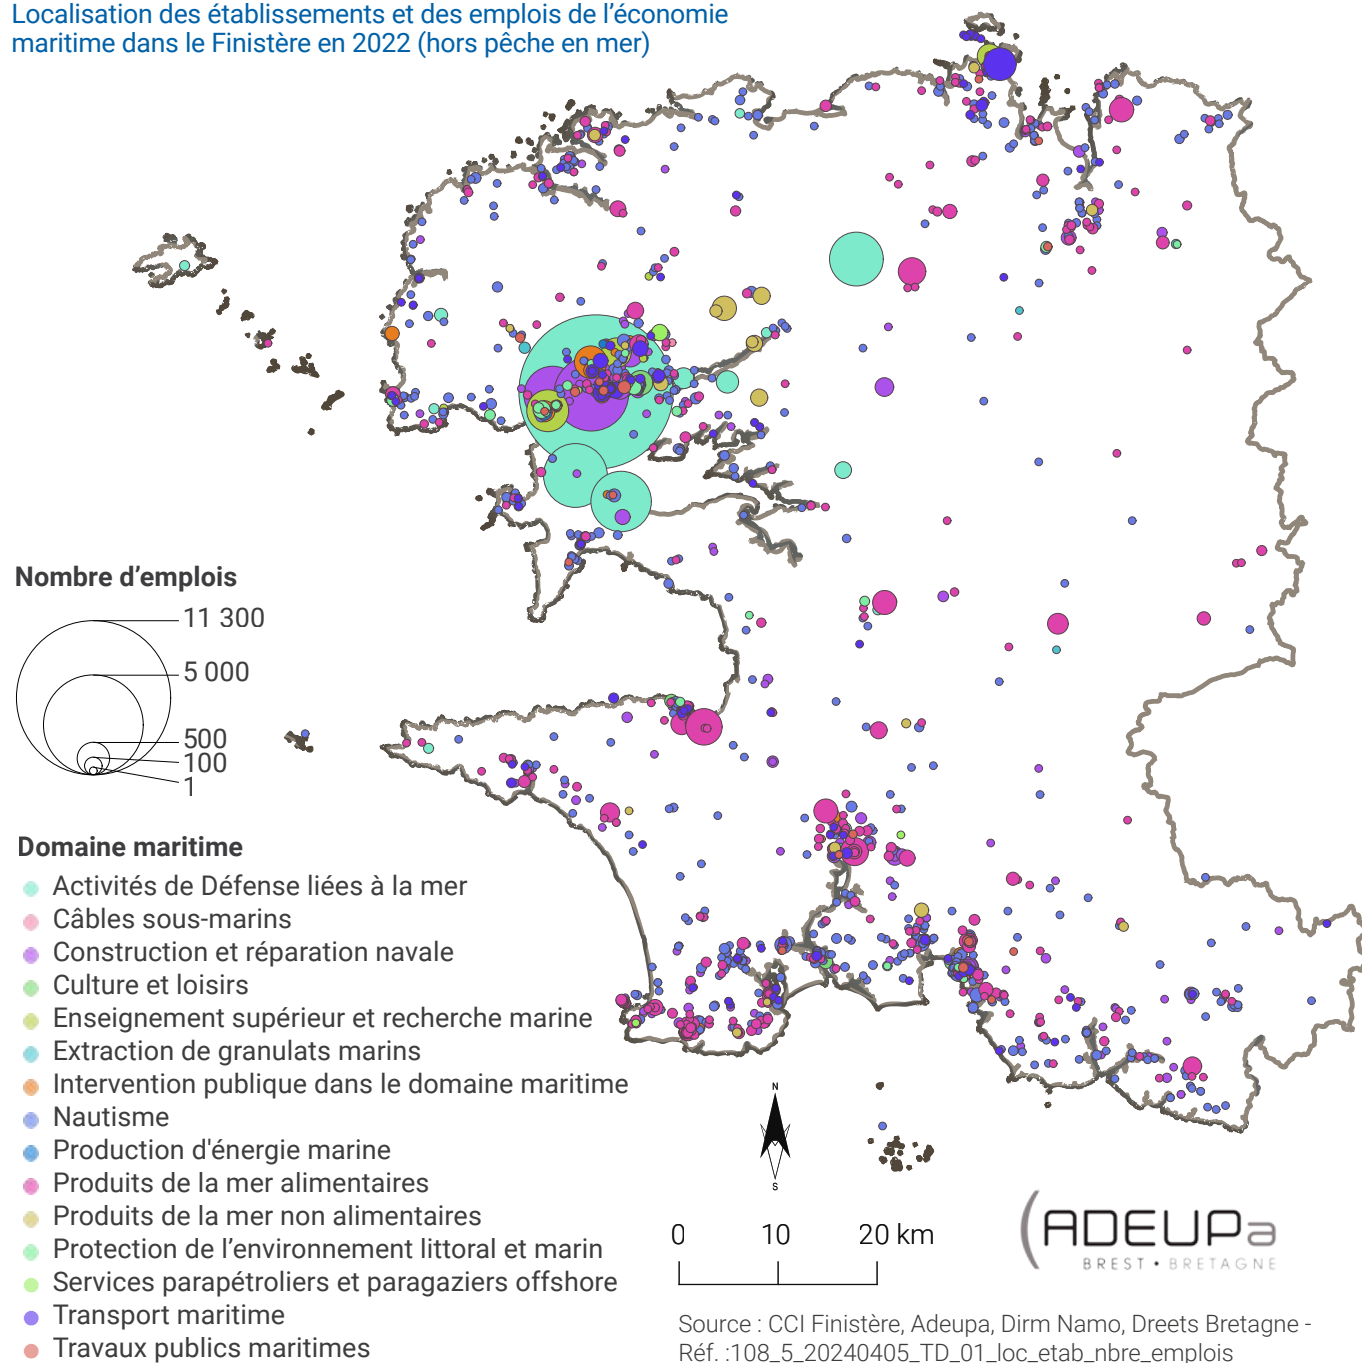 Localisation des établissements et des emplois de l’économie
maritime dans le Finistère en 2022 (hors pêche en mer)
Nombre d’emplois
11 300
5 000
500
100
1
Domaine maritime
Activités de Défense liées à la mer
Câbles sous-marins
Construction et réparation navale
Culture et loisirs
Enseignement supérieur et recherche marine
Extraction de granulats marins
Intervention publique dans le domaine maritime
Nautisme
Production d'énergie marine
Produits de la mer alimentaires
Produits de la mer non alimentaires
Protection de l’environnement littoral et marin
Services parapétroliers et paragaziers offshore
Transport maritime
Travaux publics maritimes
N
S
0 10 20 km
ADEUPa
BREST • BRETAGNE
Source : CCI Finistère, Adeupa, Dirm Namo, Dreets Bretagne -
Réf. :108_5_20240405_TD_01_loc_etab_nbre_emplois